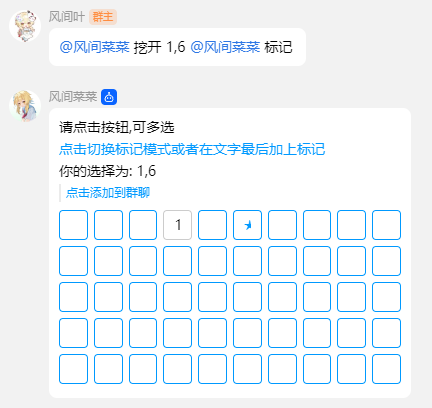 风间叶 群主
@风间菜菜 挖开 1,6 @风间菜菜 标记
风间菜菜
请点击按钮,可多选
点击切换标记模式或者在文字最后加上标记
你的选择为: 1,6
点击添加到群聊
1